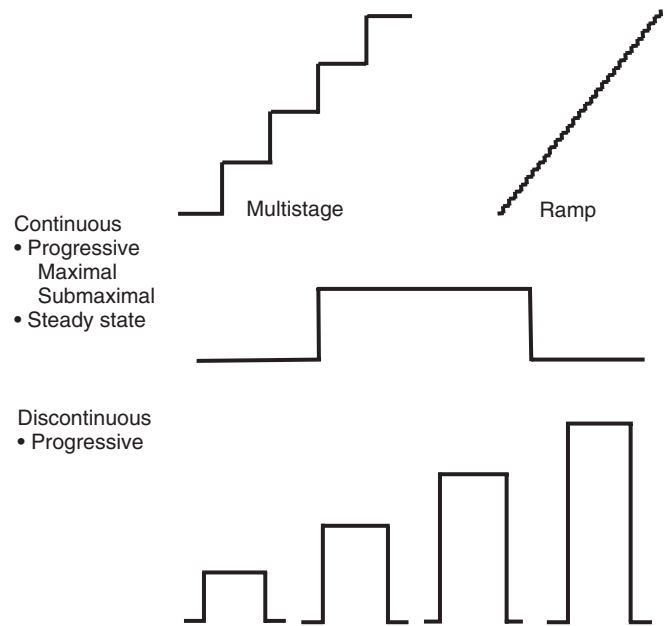 Multistage
Ramp
Continuous
• Progressive
Maximal
Submaximal
• Steady state
Discontinuous
• Progressive